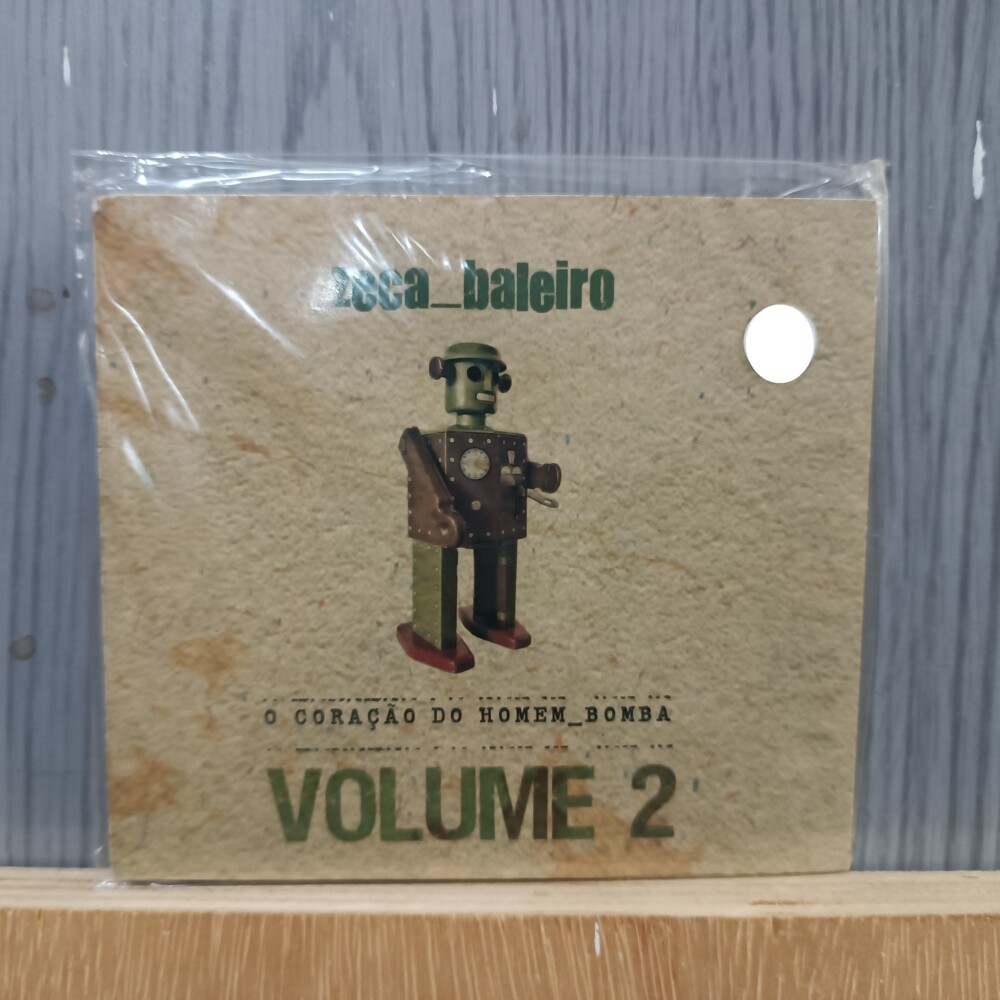 zeca_baleiro
O CORAÇÃO DO HOMEM_BOMBA
VOLUME 2